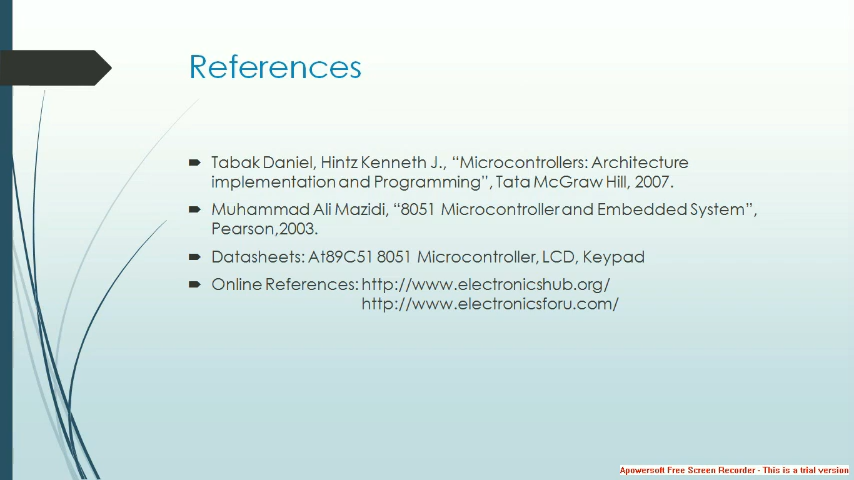 References
Tabak Daniel, Hintz Kenneth J., “Microcontrollers: Architecture
implementation and Programming”, Tata McGraw Hill, 2007.
Muhammad Ali Mazidi, “8051 Microcontroller and Embedded System”,
Pearson,2003.
Datasheets: At89C51 8051 Microcontroller, LCD, Keypad
Online References: http://www.electronicshub.org/
http://www.electronicsforu.com/
Apowersoft Free Screen Recorder - This is a trial version